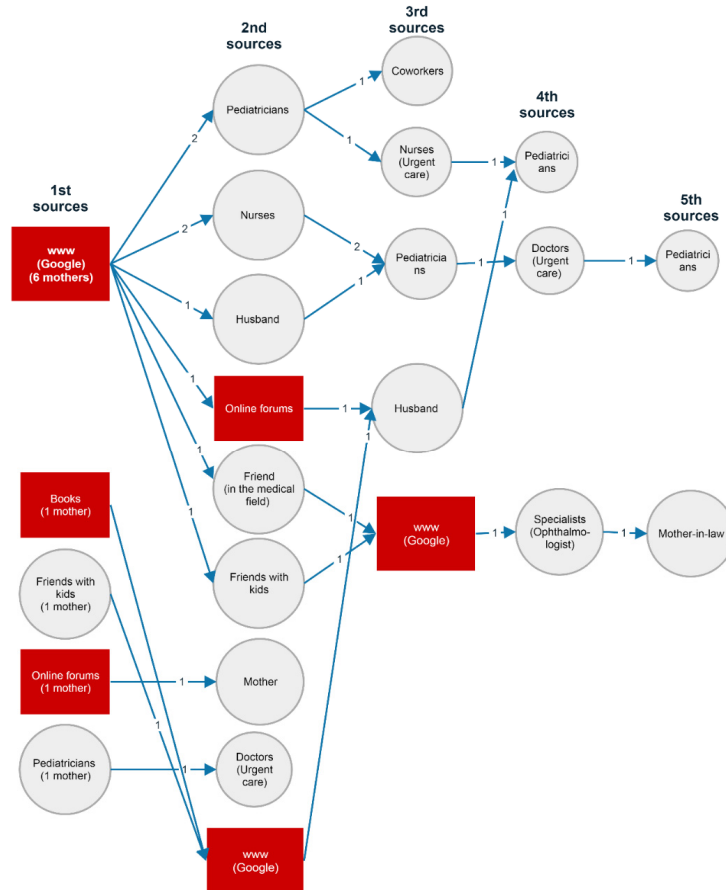 1st
sources
www
(Google)
(6 mothers)
Books
(1 mother)
Friends with
kids
(1 mother)
Online forums
(1 mother)
Pediatricians
(1 mother)
2
2
1
1
1
1
1
1
1
2nd
sources
Pediatricians
Nurses
Husband
Online forums
Friend
(in the medical
field)
Friends with
kids
Mother
Doctors
(Urgent
care)
www
(Google)
1
1
2
1
1
1
1
1
3rd
sources
Coworkers
Nurses
(Urgent
care)
Pediatricia
ns
Husband
www
(Google)
1
1
1
1
4th
sources
Pediatrici
ans
Doctors
(Urgent
care)
Specialists
(Ophthalmo-
logist)
1
1
5th
sources
Pediatrici
ans
Mother-in-law